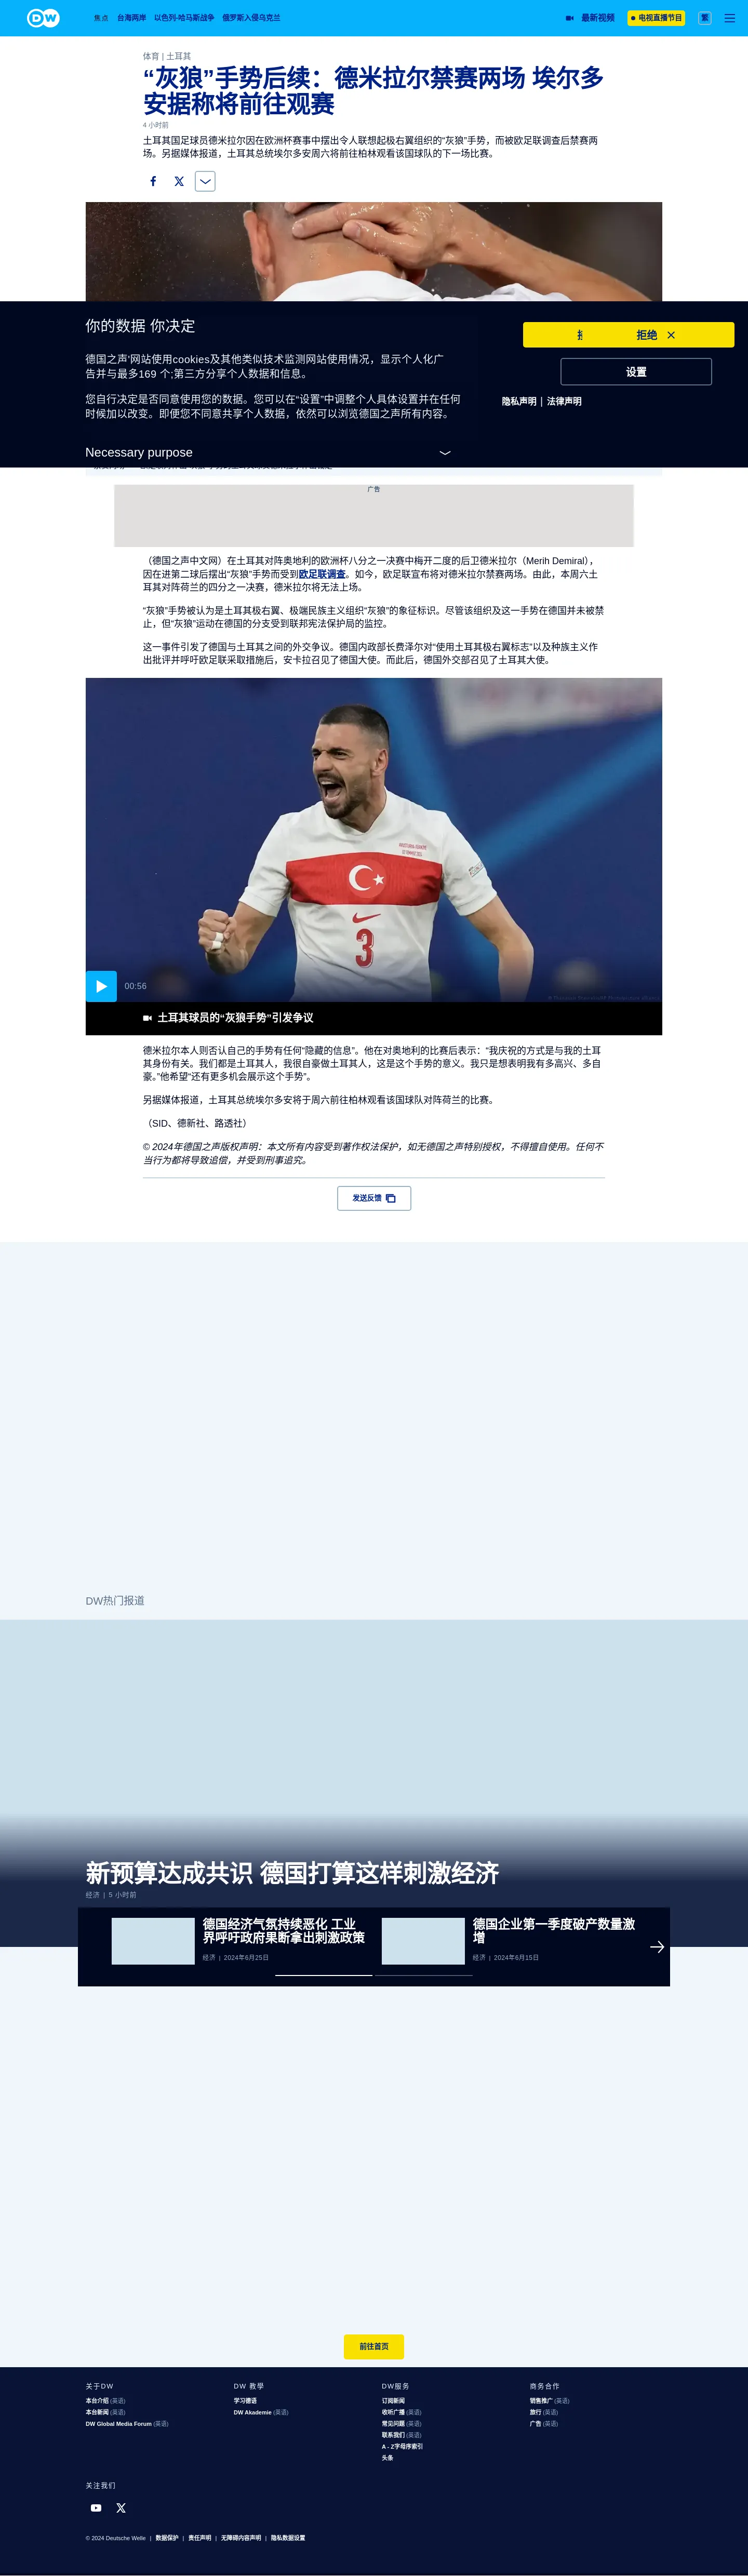 DW
焦点 台海两岸 以色列-哈马斯战争 俄罗斯入侵乌克兰
最新视频 电视直播节目 繁
体育 | 土耳其
“灰狼”手势后续：德米拉尔禁赛两场 埃尔多
安据称将前往观赛
4 小时前
土耳其国足球员德米拉尔因在欧洲杯赛事中摆出令人联想起极右翼组织的“灰狼”手势，而被欧足联调查后禁赛两
场。另据媒体报道，土耳其总统埃尔多安周六将前往柏林观看该国球队的下一场比赛。
你的数据 你决定
德国之声'网站使用cookies及其他类似技术监测网站使用情况，显示个人化广
告并与最多169 个;第三方分享个人数据和信息。
您自行决定是否同意使用您的数据。您可以在“设置”中调整个人具体设置并在任何
时候加以改变。即便您不同意共享个人数据，依然可以浏览德国之声所有内容。
Necessary purpose
拒绝
设置
隐私声明 | 法律声明
广告
（德国之声中文网）在土耳其对阵奥地利的欧洲杯八分之一决赛中梅开二度的后卫德米拉尔（Merih Demiral），
因在进第二球后摆出“灰狼”手势而受到欧足联调查。如今，欧足联宣布将对德米拉尔禁赛两场。由此，本周六土
耳其对阵荷兰的四分之一决赛，德米拉尔将无法上场。
“灰狼”手势被认为是土耳其极右翼、极端民族主义组织“灰狼”的象征标识。尽管该组织及这一手势在德国并未被禁
止，但“灰狼”运动在德国的分支受到联邦宪法保护局的监控。
这一事件引发了德国与土耳其之间的外交争议。德国内政部长费泽尔对“使用土耳其极右翼标志”以及种族主义作
出批评并呼吁欧足联采取措施后，安卡拉召见了德国大使。而此后，德国外交部召见了土耳其大使。
3
00:56
土耳其球员的“灰狼手势”引发争议
德米拉尔本人则否认自己的手势有任何“隐藏的信息”。他在对奥地利的比赛后表示：“我庆祝的方式是与我的土耳
其身份有关。我们都是土耳其人，我很自豪做土耳其人，这是这个手势的意义。我只是想表明我有多高兴、多自
豪。”他希望“还有更多机会展示这个手势”。
另据媒体报道，土耳其总统埃尔多安将于周六前往柏林观看该国球队对阵荷兰的比赛。
（SID、德新社、路透社）
© 2024年德国之声版权声明：本文所有内容受到著作权法保护，如无德国之声特别授权，不得擅自使用。任何不
当行为都将导致追偿，并受到刑事追究。
发送反馈
DW热门报道
新预算达成共识 德国打算这样刺激经济
经济 | 5 小时前
德国经济气氛持续恶化 工业
界呼吁政府果断拿出刺激政策
经济 | 2024年6月25日
德国企业第一季度破产数量激
增
经济 | 2024年6月15日
前往首页
关于DW
本台介绍 (英语)
本台新闻 (英语)
DW Global Media Forum (英语)
DW 教學
学习德语
DW Akademie (英语)
DW服务
订阅新闻
收听广播 (英语)
常见问题 (英语)
联系我们 (英语)
A - Z字母序索引
头条
商务合作
销售推广 (英语)
旅行 (英语)
广告 (英语)
关注我们
© 2024 Deutsche Welle | 数据保护 | 责任声明 | 无障碍内容声明 | 隐私数据设置